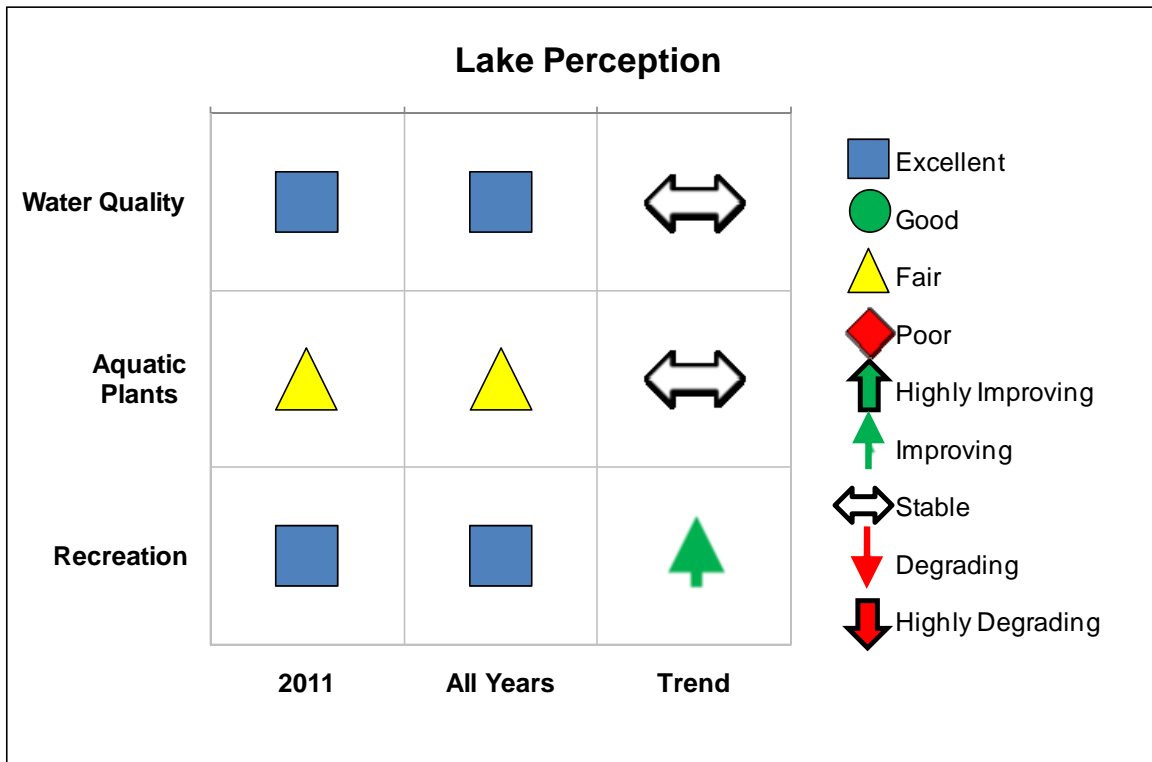 Lake Perception
Water Quality
Aquatic
Plants
Recreation
2011
All Years
Trend
Excellent
Good
Fair
Poor
Highly Improving
Improving
Stable
Degrading
Highly Degrading